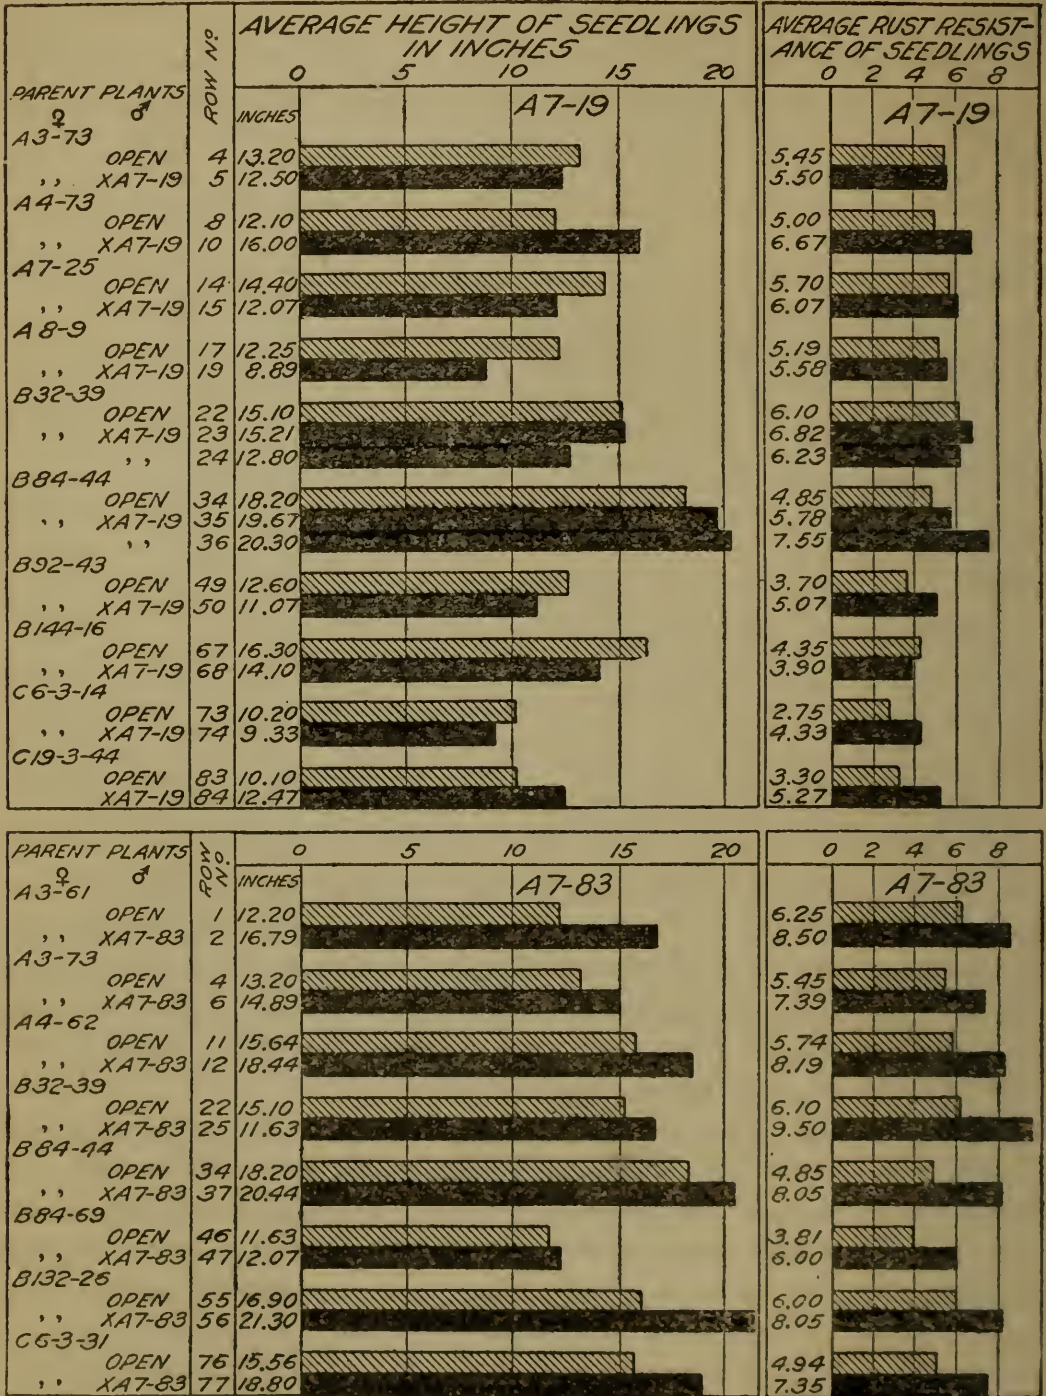 AVERAGE HEIGHT OF SEEDLINGS
IN INCHES
AVERAGE RUST RESIST-
ANCE OF SEEDLINGS
ROW Nº
0 5 10 15 20
0 2 4 6 8
PARENT PLANTS
♀ ♂
INCHES
A7-19
A7-19
A3-73
OPEN 4 13.20 5.45
,, XA7-19 5 12.50 5.50
A4-73
OPEN 8 12.10 5.00
,, XA7-19 10 16.00 6.67
A7-25
OPEN 14 14.40 5.70
,, XA7-19 15 12.07 6.07
A8-9
OPEN 17 12.25 5.19
,, XA7-19 19 8.89 5.58
B32-39
OPEN 22 15.10 6.10
,, XA7-19 23 15.21 6.82
,, 24 12.80 6.23
B84-44
OPEN 34 18.20 4.85
,, XA7-19 35 19.67 5.78
,, 36 20.30 7.55
B92-43
OPEN 49 12.60 3.70
,, XA7-19 50 11.07 5.07
B144-16
OPEN 67 16.30 4.35
,, XA7-19 68 14.10 3.90
C6-3-14
OPEN 73 10.20 2.75
,, XA7-19 74 9.33 4.33
C19-3-44
OPEN 83 10.10 3.30
XA7-19 84 12.47 5.27
PARENT PLANTS
♀ ♂
ROW Nº.
0 5 10 15 20
0 2 4 6 8
INCHES
A7-83
A7-83
A3-61
OPEN 1 12.20 6.25
,, XA7-83 2 16.79 8.50
A3-73
OPEN 4 13.20 5.45
,, XA7-83 6 14.89 7.39
A4-62
OPEN 11 15.64 5.74
,, XA7-83 12 18.44 8.19
B32-39
OPEN 22 15.10 6.10
,, XA7-83 25 11.63 9.50
B84-44
OPEN 34 18.20 4.85
,, XA7-83 37 20.44 8.05
B84-69
OPEN 46 11.63 3.81
,, XA7-83 47 12.07 6.00
B132-26
OPEN 55 16.90 6.00
,, XA7-83 56 21.30 8.05
C6-3-31
OPEN 76 15.56 4.94
,, XA7-83 77 18.80 7.35